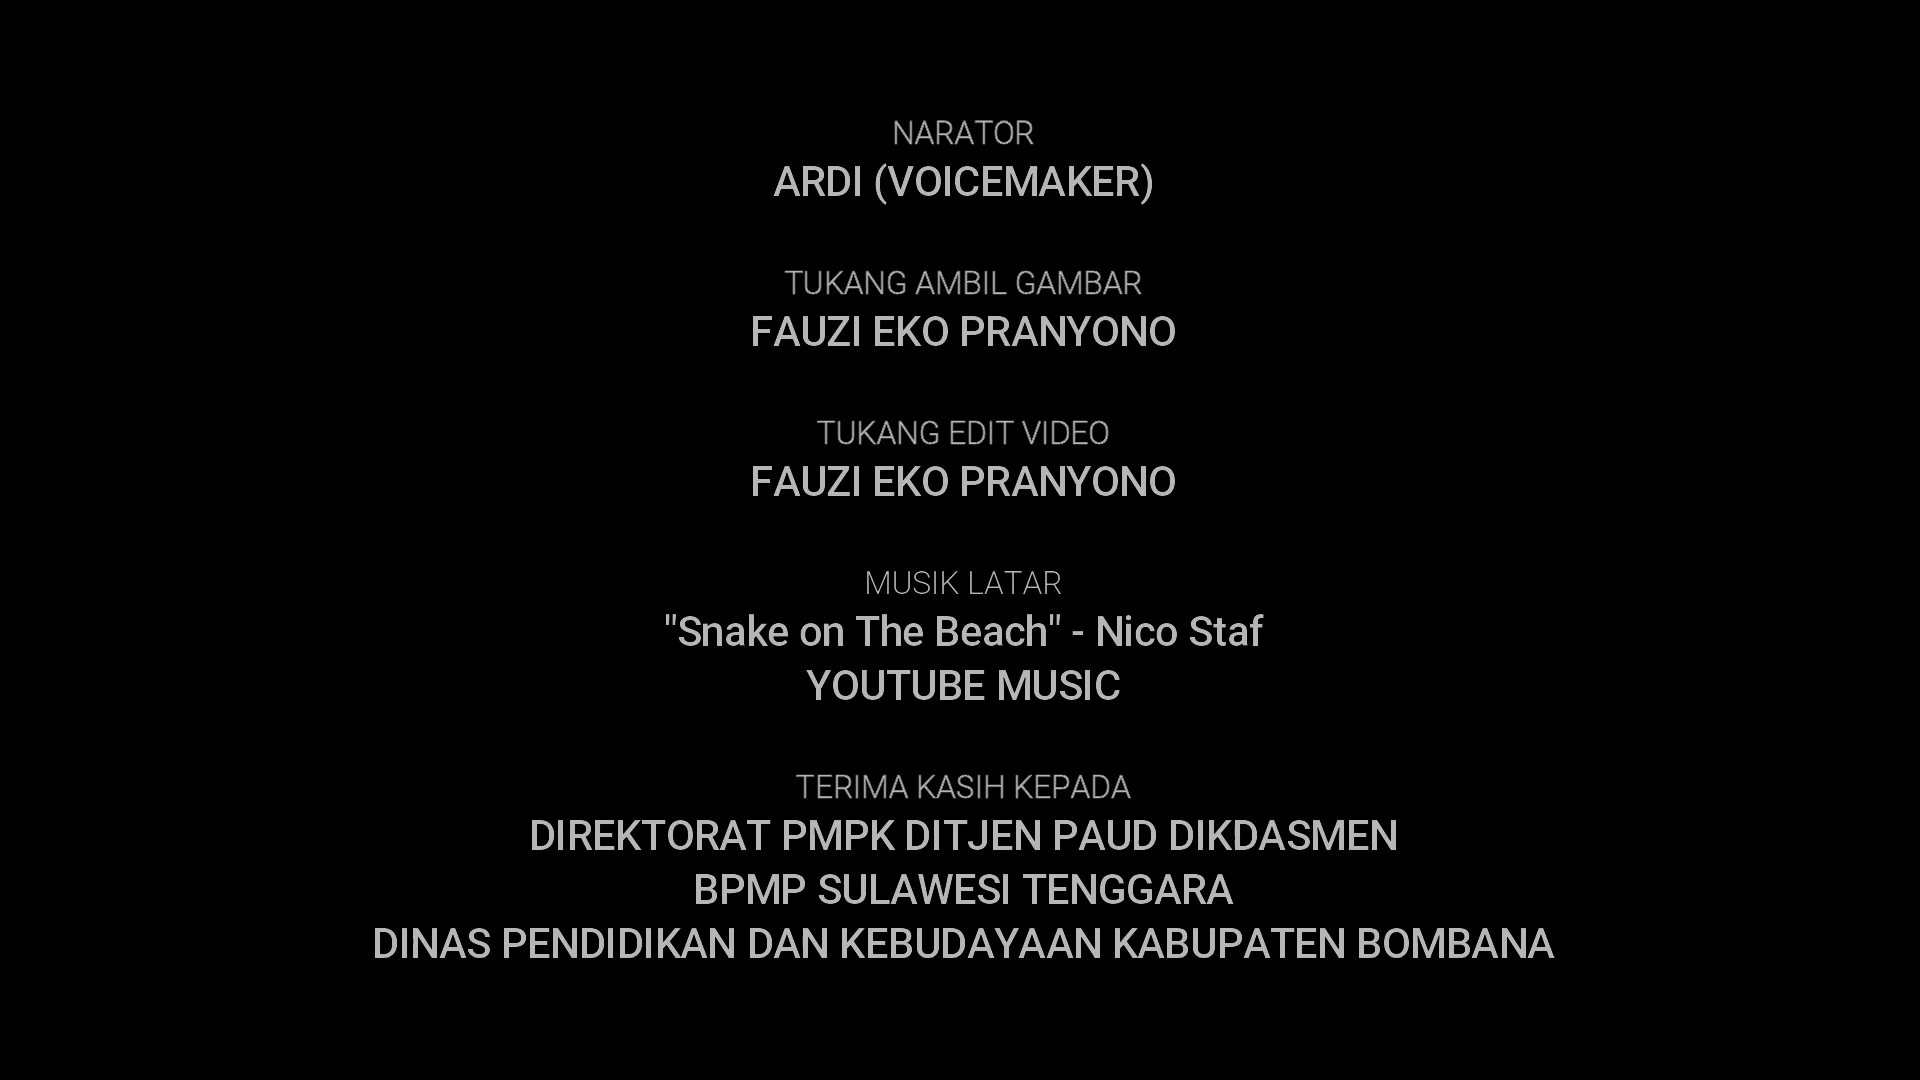 NARATOR
ARDI (VOICEMAKER)
TUKANG AMBIL GAMBAR
FAUZI EKO PRANYONO
TUKANG EDIT VIDEO
FAUZI EKO PRANYONO
MUSIK LATAR
"Snake on The Beach" - Nico Staf
YOUTUBE MUSIC
TERIMA KASIH KEPADA
DIREKTORAT PMPK DITJEN PAUD DIKDASMEN
BPMP SULAWESI TENGGARA
DINAS PENDIDIKAN DAN KEBUDAYAAN KABUPATEN BOMBANA